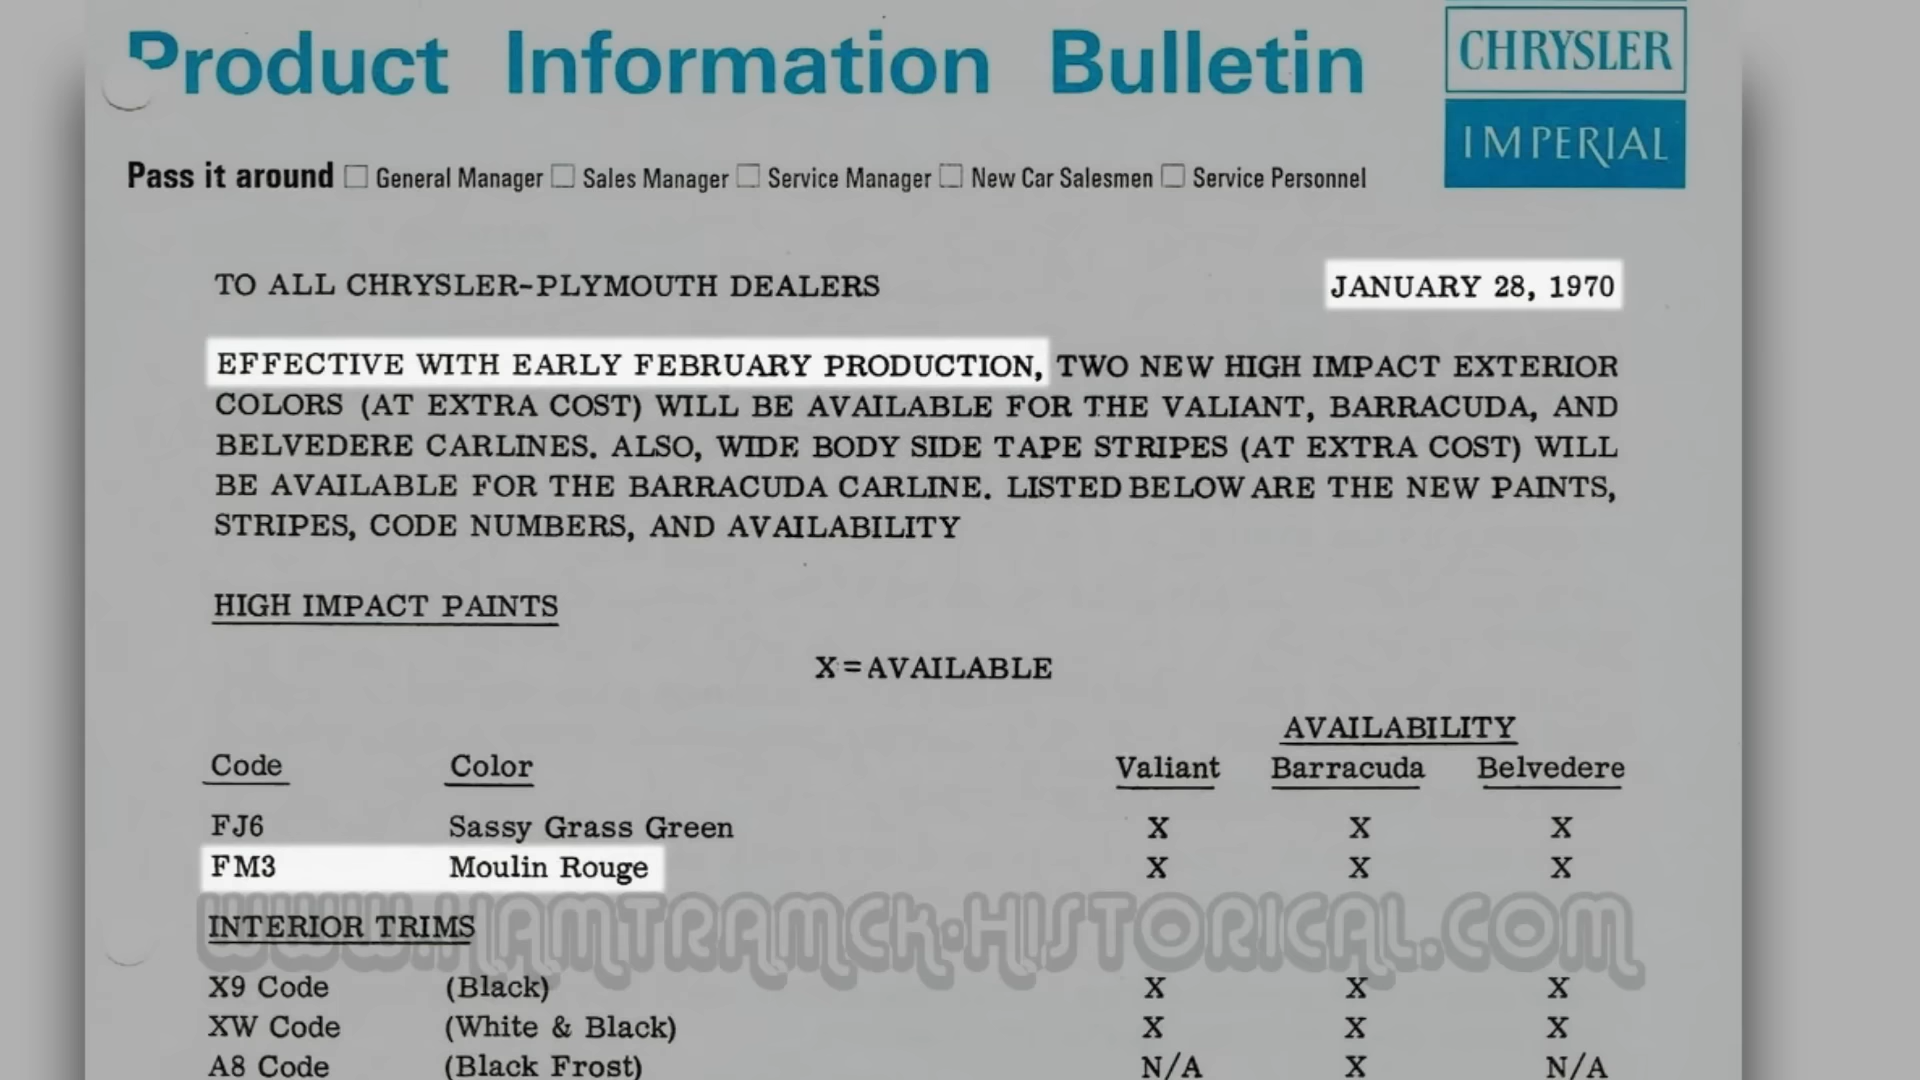 Product Information Bulletin
CHRYSLER
IMPERIAL
Pass it around □ General Manager □ Sales Manager □ Service Manager □ New Car Salesmen □ Service Personnel
TO ALL CHRYSLER-PLYMOUTH DEALERS JANUARY 28, 1970
EFFECTIVE WITH EARLY FEBRUARY PRODUCTION, TWO NEW HIGH IMPACT EXTERIOR
COLORS (AT EXTRA COST) WILL BE AVAILABLE FOR THE VALIANT, BARRACUDA, AND
BELVEDERE CARLINES. ALSO, WIDE BODY SIDE TAPE STRIPES (AT EXTRA COST) WILL
BE AVAILABLE FOR THE BARRACUDA CARLINE. LISTED BELOW ARE THE NEW PAINTS,
STRIPES, CODE NUMBERS, AND AVAILABILITY
HIGH IMPACT PAINTS
X=AVAILABLE
AVAILABILITY
Code Color Valiant Barracuda Belvedere
FJ6 Sassy Grass Green X X X
FM3 Moulin Rouge X X X
WWW.HAMTRAMCK-HISTORICAL.COM
INTERIOR TRIMS
X9 Code (Black) X X X
XW Code (White & Black) X X X
A8 Code (Black Frost) N/A X N/A